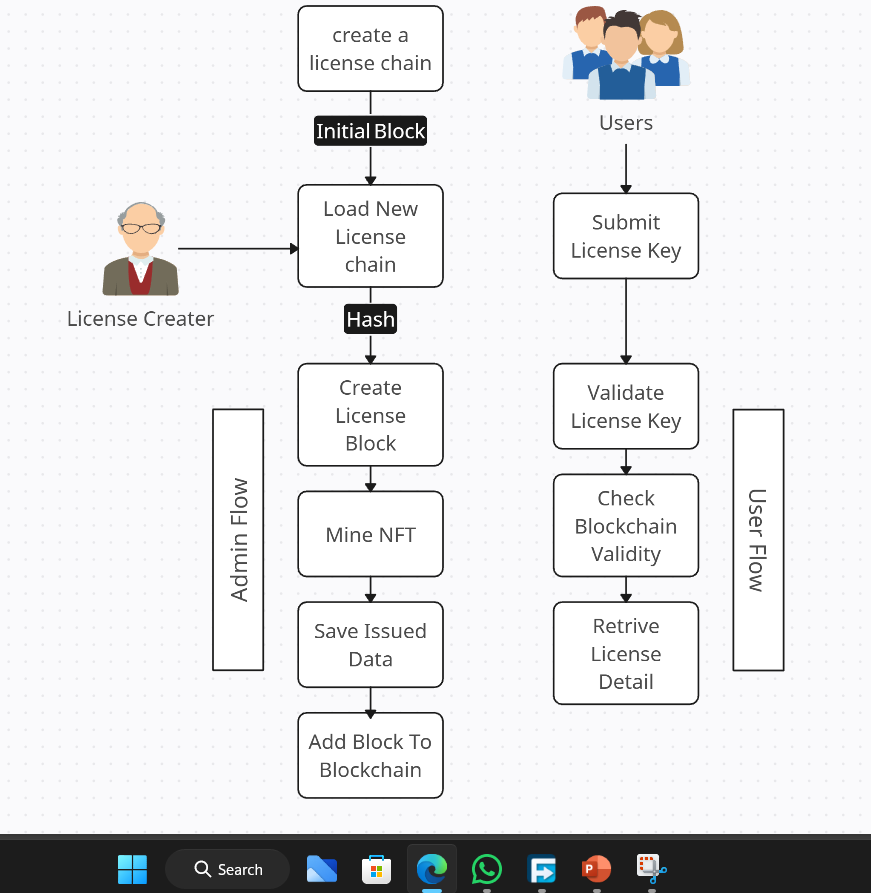 create a
license chain
Initial Block
Load New
License
chain
License Creater
Hash
Create
License
Block
Mine NFT
Save Issued
Data
Add Block To
Blockchain
Admin Flow
Users
Submit
License Key
Validate
License Key
Check
Blockchain
Validity
Retrive
License
Detail
User Flow
Search
P